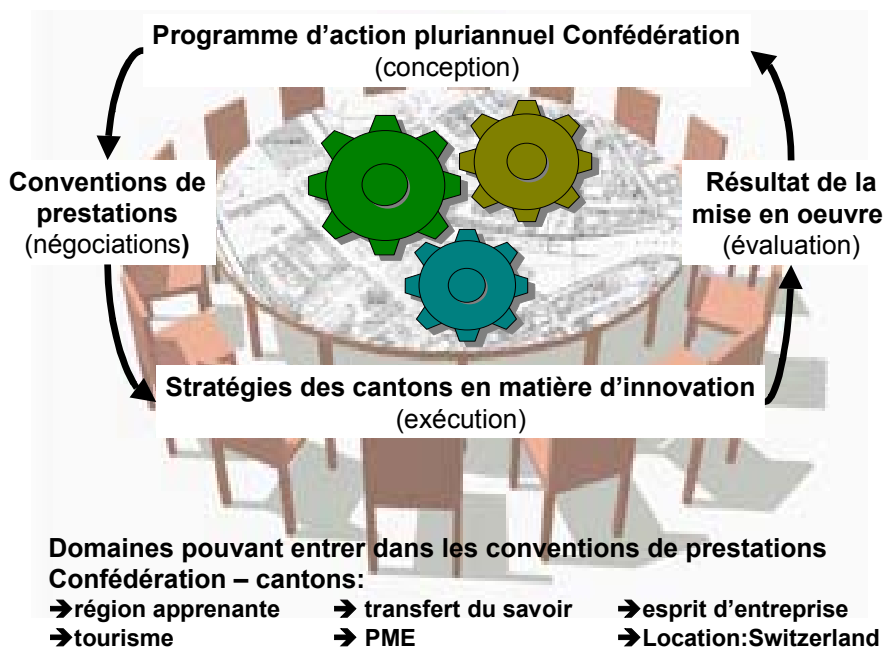 Programme d’action pluriannuel Confédération
(conception)
Conventions de
prestations
(négociations)
Résultat de la
mise en oeuvre
(évaluation)
Stratégies des cantons en matière d’innovation
(exécution)
Domaines pouvant entrer dans les conventions de prestations
Confédération – cantons:
➔région apprenante ➔ transfert du savoir ➔esprit d’entreprise
➔tourisme ➔ PME ➔Location:Switzerland